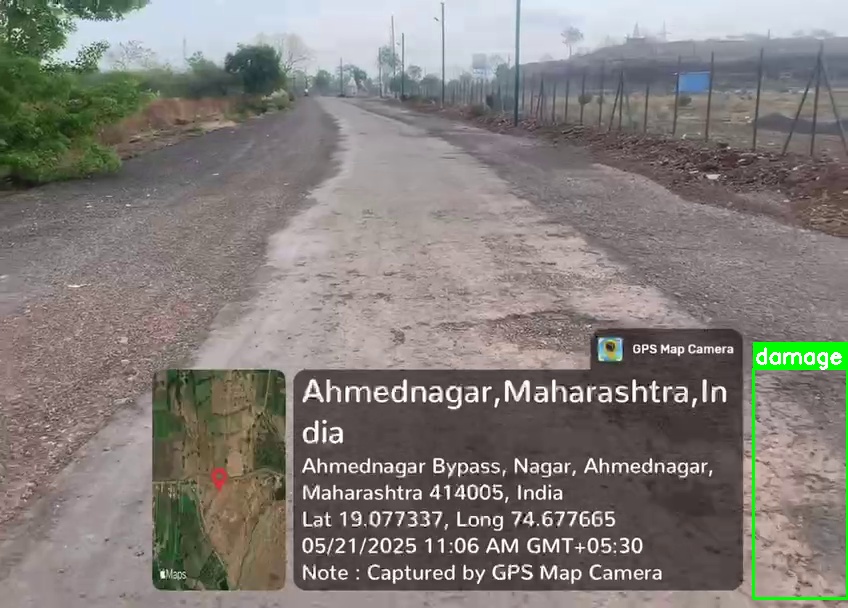 damage
GPS Map Camera
Ahmednagar,Maharashtra,In
dia
Ahmednagar Bypass, Nagar, Ahmednagar,
Maharashtra 414005, India
Lat 19.077337, Long 74.677665
05/21/2025 11:06 AM GMT+05:30
Note : Captured by GPS Map Camera
Maps